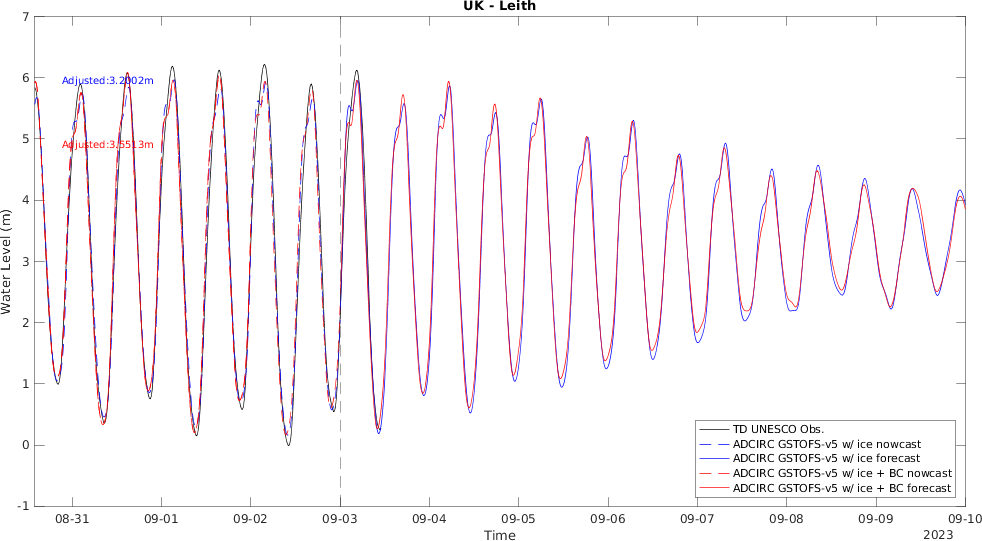 UK - Leith
7
6
5
4
3
2
1
0
-1
Water Level (m)
Adjusted:3.2002m
Adjusted:3.5513m
TD UNESCO Obs.
ADCIRC GSTOFS-v5 w/ ice nowcast
ADCIRC GSTOFS-v5 w/ ice forecast
ADCIRC GSTOFS-v5 w/ ice + BC nowcast
ADCIRC GSTOFS-v5 w/ ice + BC forecast
08-31 09-01 09-02 09-03 09-04 09-05 09-06 09-07 09-08 09-09 09-10
Time
2023